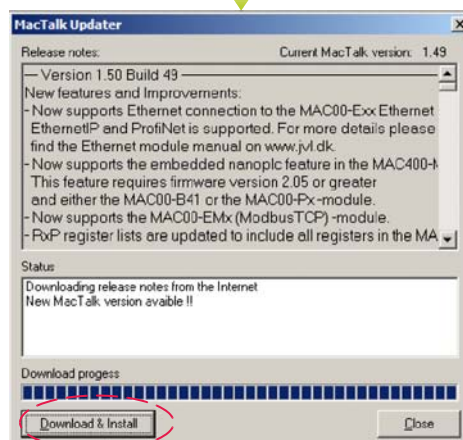 MacTalk Updater
Release notes: Current MacTalk version: 1.49
— Version 1.50 Build 49 —
New features and Improvements:
- Now supports Ethernet connection to the MAC00-Exx Ethernet
EthernetIP and ProfiNet is supported. For more details please
find the Ethernet module manual on www.jvl.dk.
- Now supports the embedded nanoplc feature in the MAC400-
This feature requires firmware version 2.05 or greater
and either the MAC00-B41 or the MAC00-Px-module.
- Now supports the MAC00-EMx (ModbusTCP) -module.
- RxP register lists are updated to include all registers in the MA
Status
Downloading release notes from the Internet
New MacTalk version avaible !!
Download progess
Download & Install Close